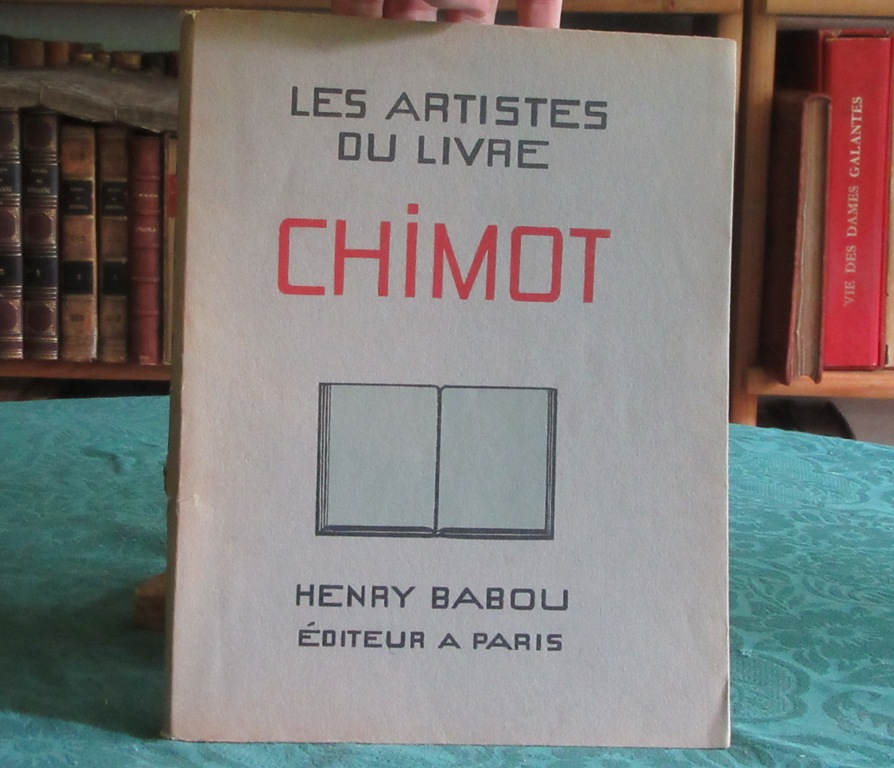 LES ARTISTES
DU LIVRE
CHiMOT
HENRY BABOU
ÉDITEUR A PARIS
VIE DES DAMES GALANTES